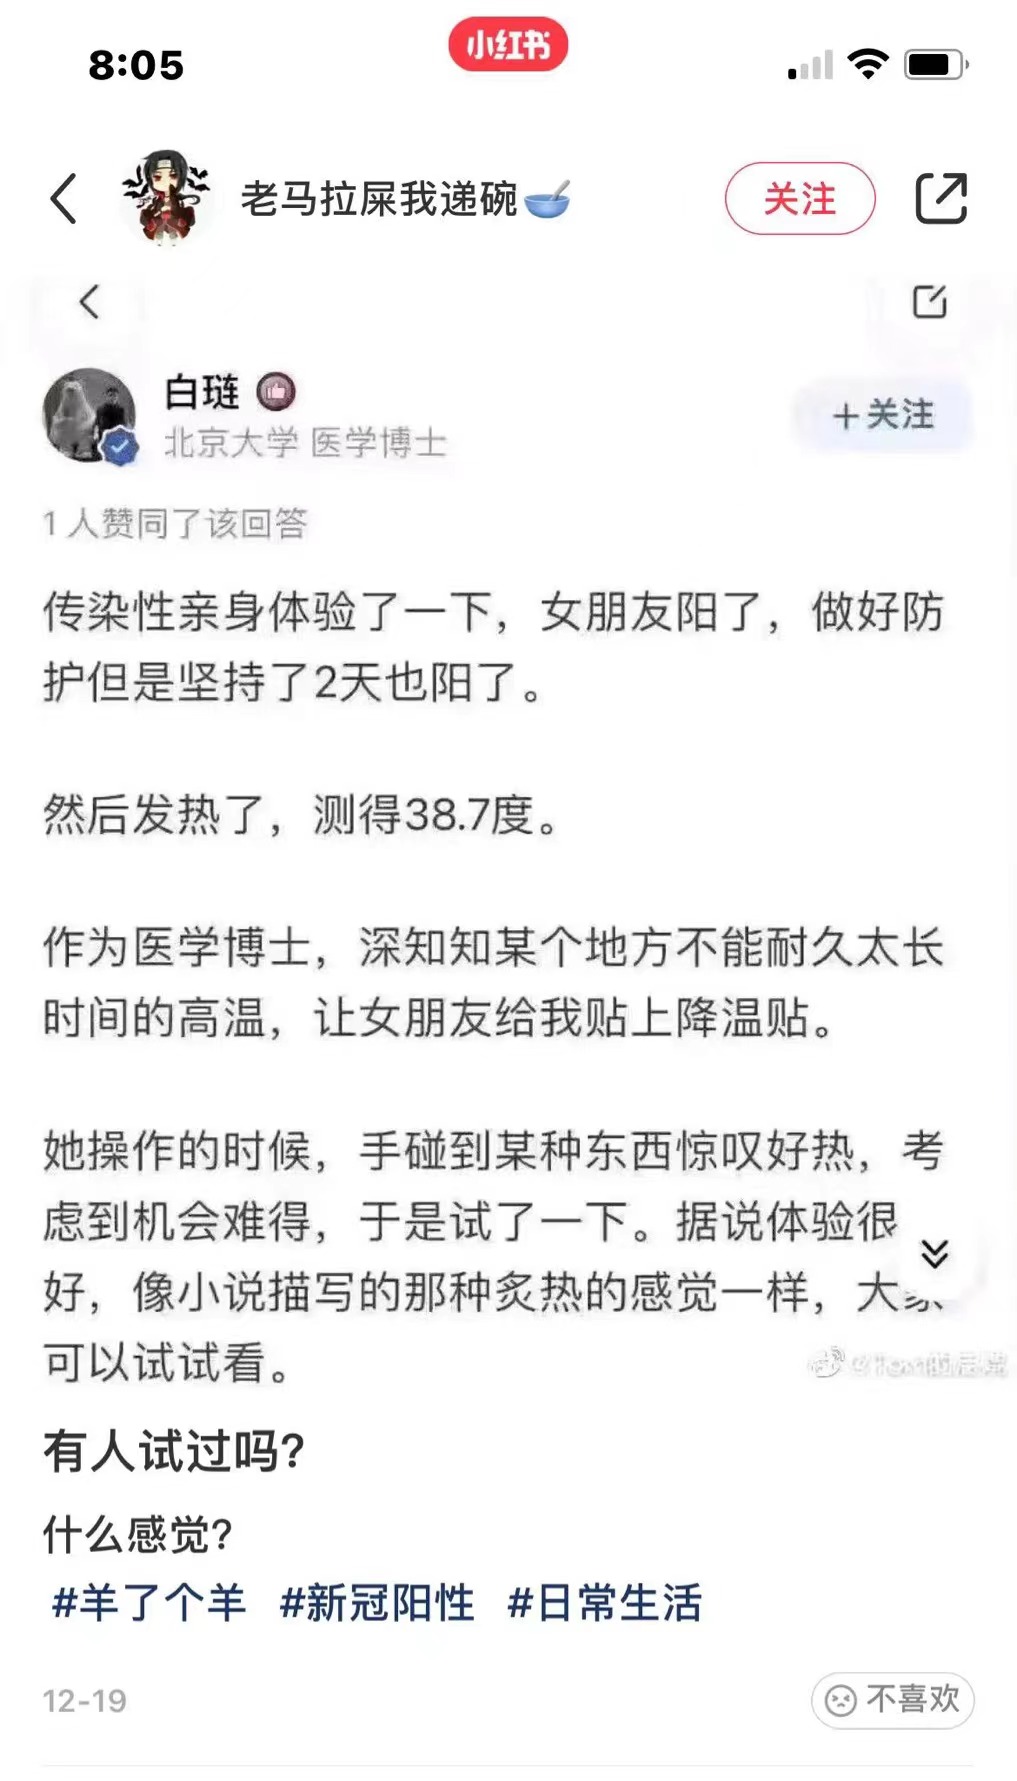 8:05
小红书
老马拉屎我递碗
关注
白琏
北京大学 医学博士
+关注
1 人赞同了该回答
传染性亲身体验了一下，女朋友阳了，做好防
护但是坚持了2天也阳了。
然后发热了，测得38.7度。
作为医学博士，深知知某个地方不能耐久太长
时间的高温，让女朋友给我贴上降温贴。
她操作的时候，手碰到某种东西惊叹好热，考
虑到机会难得，于是试了一下。据说体验很
好，像小说描写的那种炙热的感觉一样，大家
可以试试看。
有人试过吗?
什么感觉?
#羊了个羊 #新冠阳性 #日常生活
12-19
不喜欢